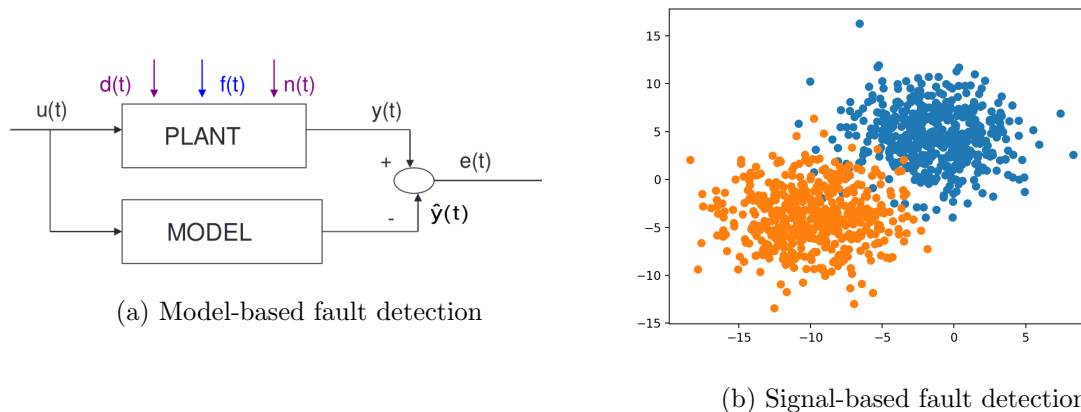 d(t) f(t) n(t)
u(t) PLANT y(t)
+ e(t)
- ŷ(t)
MODEL
(a) Model-based fault detection
15
10
5
0
−5
−10
−15
−15 −10 −5 0 5
(b) Signal-based fault detection